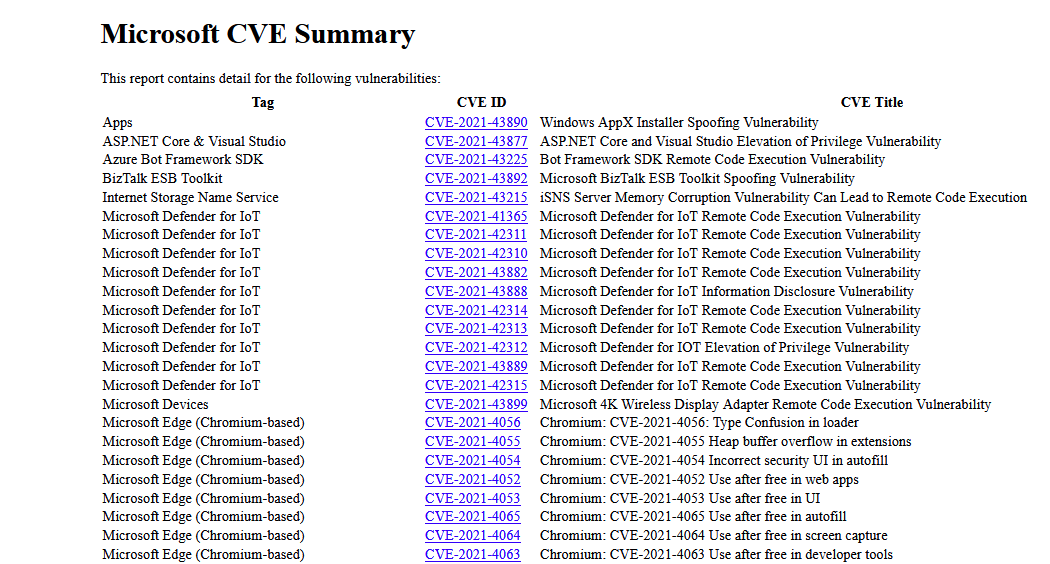 Microsoft CVE Summary
This report contains detail for the following vulnerabilities:
Tag CVE ID CVE Title
Apps CVE-2021-43890 Windows AppX Installer Spoofing Vulnerability
ASP.NET Core & Visual Studio CVE-2021-43877 ASP.NET Core and Visual Studio Elevation of Privilege Vulnerability
Azure Bot Framework SDK CVE-2021-43225 Bot Framework SDK Remote Code Execution Vulnerability
BizTalk ESB Toolkit CVE-2021-43892 Microsoft BizTalk ESB Toolkit Spoofing Vulnerability
Internet Storage Name Service CVE-2021-43215 iSNS Server Memory Corruption Vulnerability Can Lead to Remote Code Execution
Microsoft Defender for IoT CVE-2021-41365 Microsoft Defender for IoT Remote Code Execution Vulnerability
Microsoft Defender for IoT CVE-2021-42311 Microsoft Defender for IoT Remote Code Execution Vulnerability
Microsoft Defender for IoT CVE-2021-42310 Microsoft Defender for IoT Remote Code Execution Vulnerability
Microsoft Defender for IoT CVE-2021-43882 Microsoft Defender for IoT Remote Code Execution Vulnerability
Microsoft Defender for IoT CVE-2021-43888 Microsoft Defender for IoT Information Disclosure Vulnerability
Microsoft Defender for IoT CVE-2021-42314 Microsoft Defender for IoT Remote Code Execution Vulnerability
Microsoft Defender for IoT CVE-2021-42313 Microsoft Defender for IoT Remote Code Execution Vulnerability
Microsoft Defender for IoT CVE-2021-42312 Microsoft Defender for IOT Elevation of Privilege Vulnerability
Microsoft Defender for IoT CVE-2021-43889 Microsoft Defender for IoT Remote Code Execution Vulnerability
Microsoft Defender for IoT CVE-2021-42315 Microsoft Defender for IoT Remote Code Execution Vulnerability
Microsoft Devices CVE-2021-43899 Microsoft 4K Wireless Display Adapter Remote Code Execution Vulnerability
Microsoft Edge (Chromium-based) CVE-2021-4056 Chromium: CVE-2021-4056: Type Confusion in loader
Microsoft Edge (Chromium-based) CVE-2021-4055 Chromium: CVE-2021-4055 Heap buffer overflow in extensions
Microsoft Edge (Chromium-based) CVE-2021-4054 Chromium: CVE-2021-4054 Incorrect security UI in autofill
Microsoft Edge (Chromium-based) CVE-2021-4052 Chromium: CVE-2021-4052 Use after free in web apps
Microsoft Edge (Chromium-based) CVE-2021-4053 Chromium: CVE-2021-4053 Use after free in UI
Microsoft Edge (Chromium-based) CVE-2021-4065 Chromium: CVE-2021-4065 Use after free in autofill
Microsoft Edge (Chromium-based) CVE-2021-4064 Chromium: CVE-2021-4064 Use after free in screen capture
Microsoft Edge (Chromium-based) CVE-2021-4063 Chromium: CVE-2021-4063 Use after free in developer tools